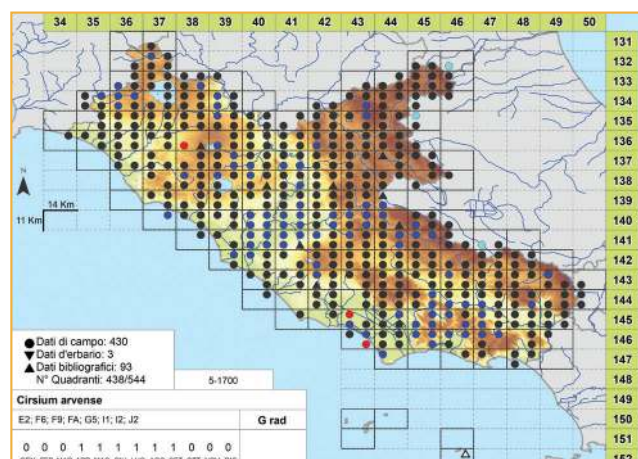 34 35 36 37 38 39 40 41 42 43 44 45 46 47 48 49 50
131
132
133
134
135
136
137
138
139
140
141
142
143
144
145
146
147
148
149
150
151
152
N
14 Km
11 Km
Dati di campo: 430
Dati d'erbario: 3
Dati bibliografici: 93
N° Quadranti: 438/544
5-1700
Cirsium arvense
E2; F6; F9; FA; G5; I1; I2; J2
G rad
0 0 0 1 1 1 1 1 1 0 0 0